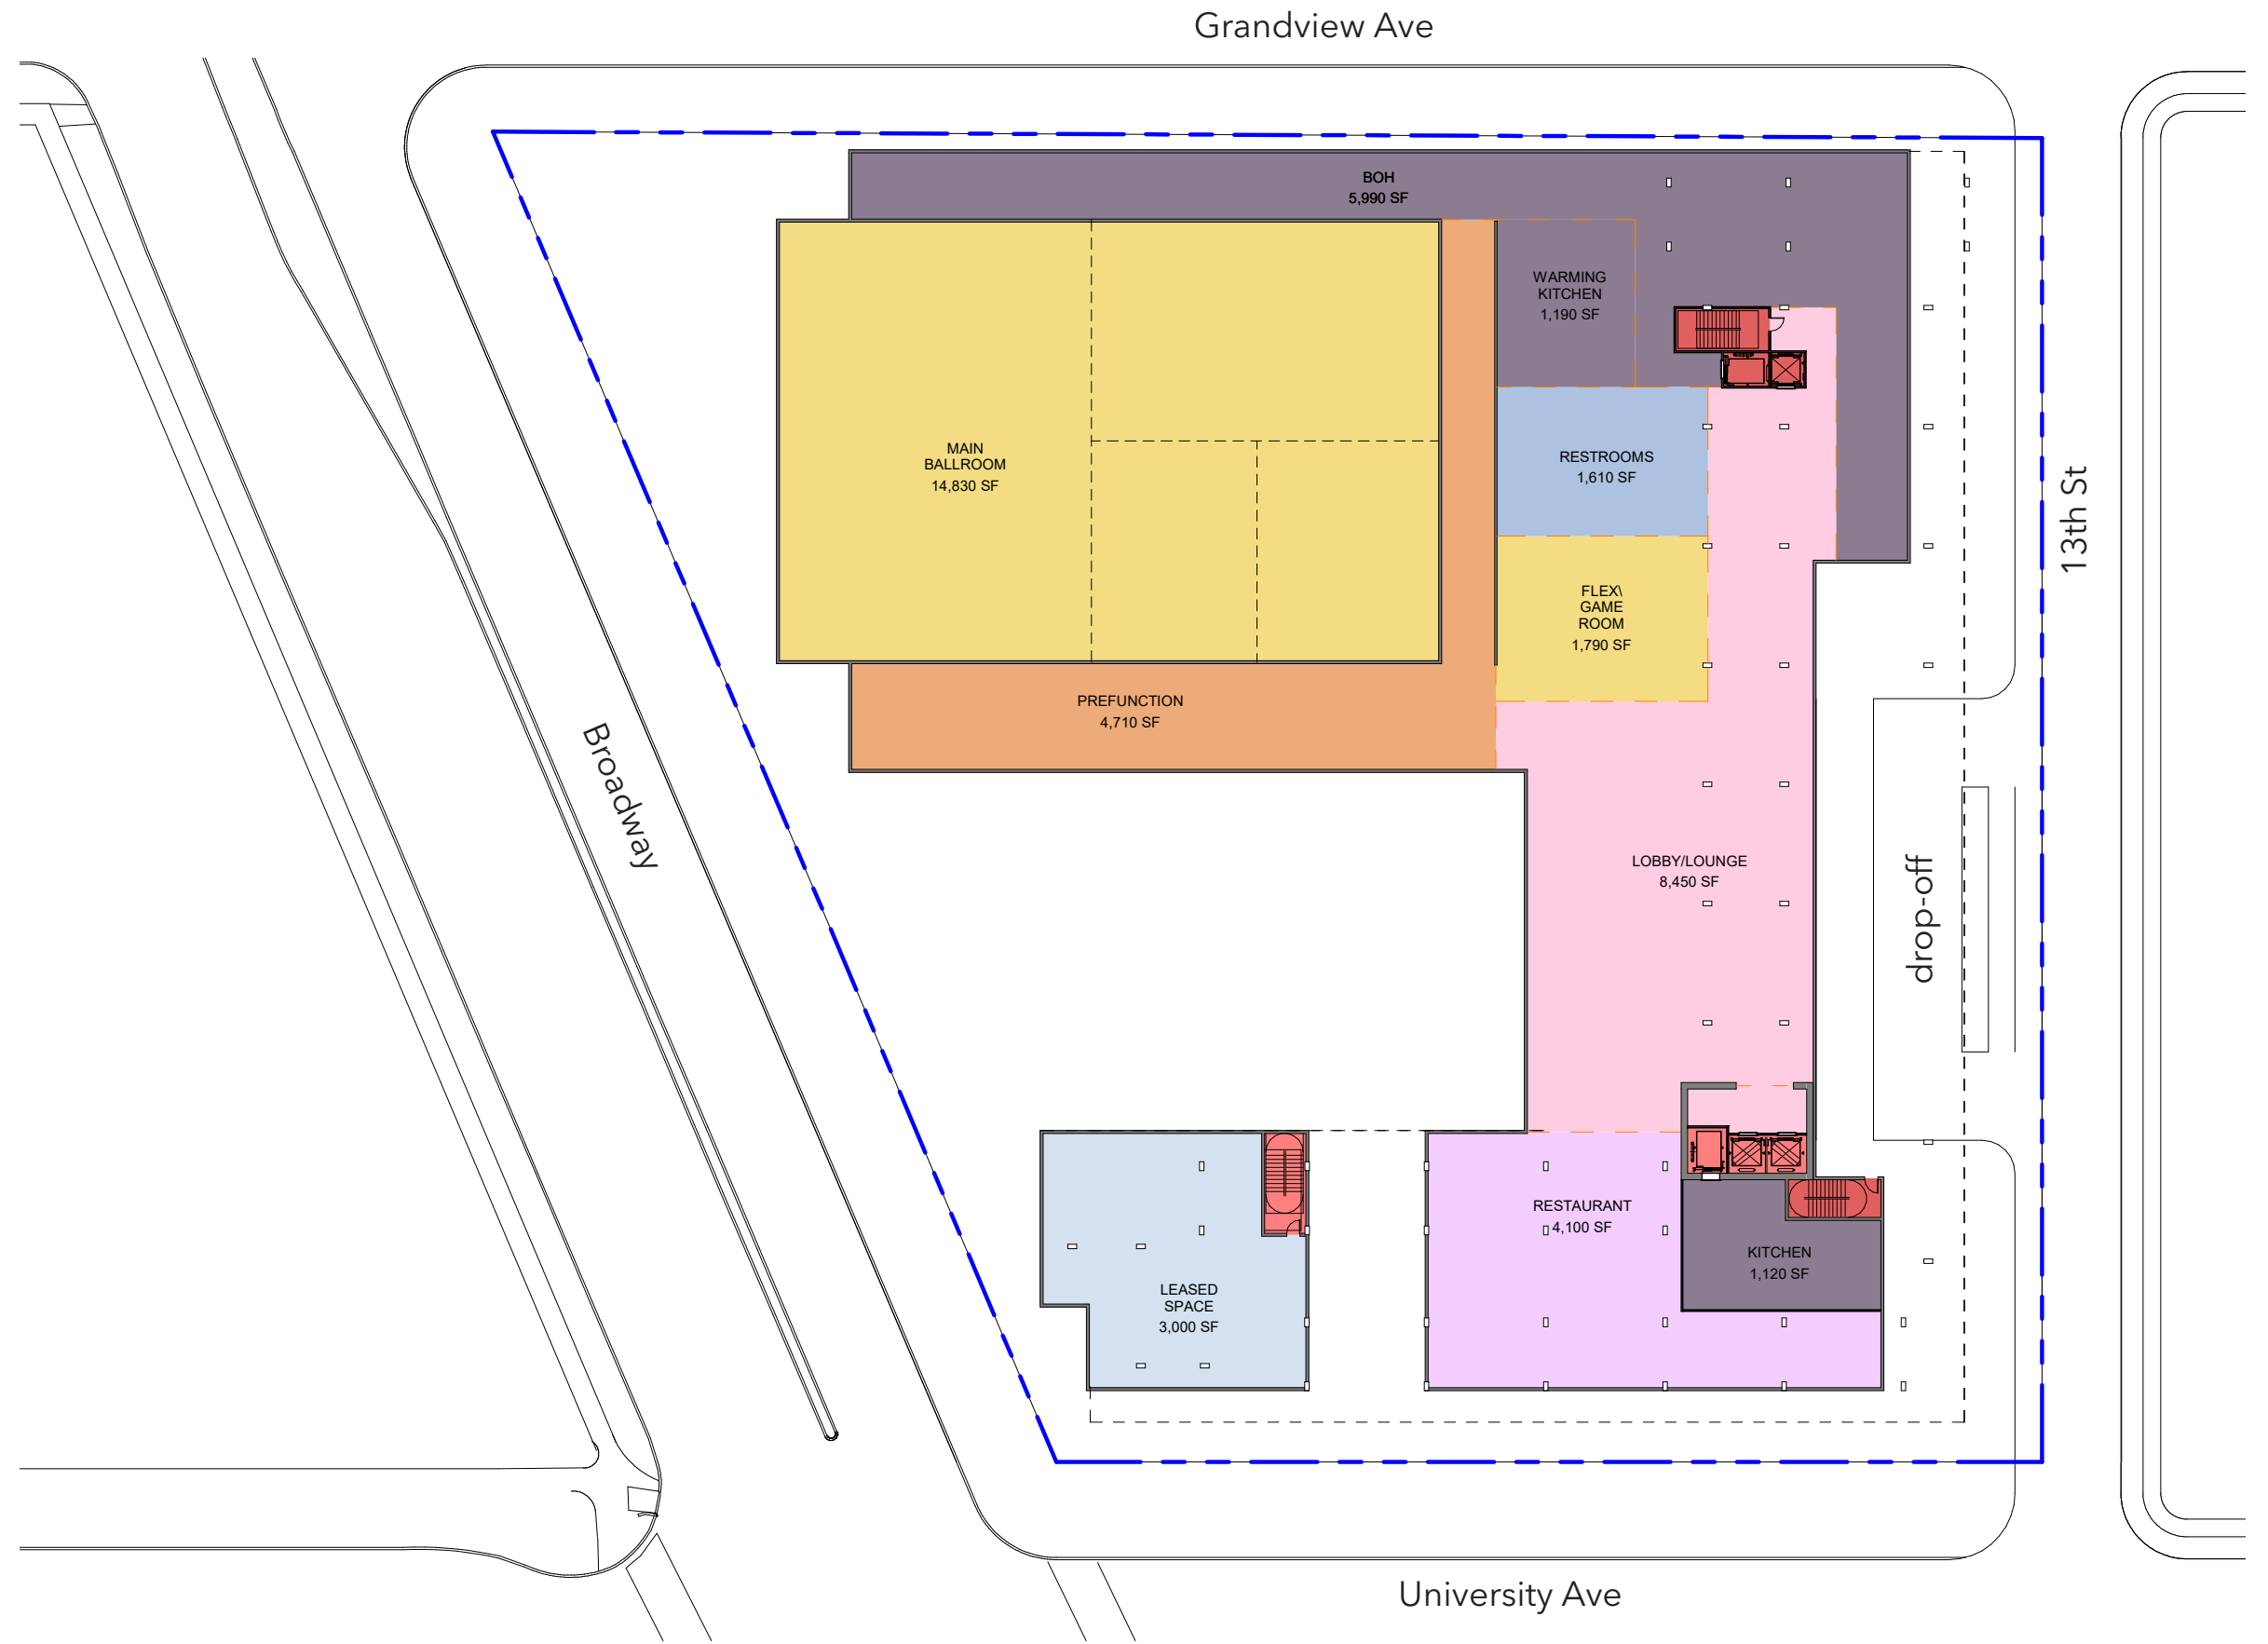 Grandview Ave
BOH
5,990 SF
WARMING
KITCHEN
1,190 SF
MAIN
BALLROOM
14,830 SF
RESTROOMS
1,610 SF
13th St
FLEX\
GAME
ROOM
1,790 SF
PREFUNCTION
4,710 SF
Broadway
LOBBY/LOUNGE
8,450 SF
drop-off
RESTAURANT
4,100 SF
KITCHEN
1,120 SF
LEASED
SPACE
3,000 SF
University Ave